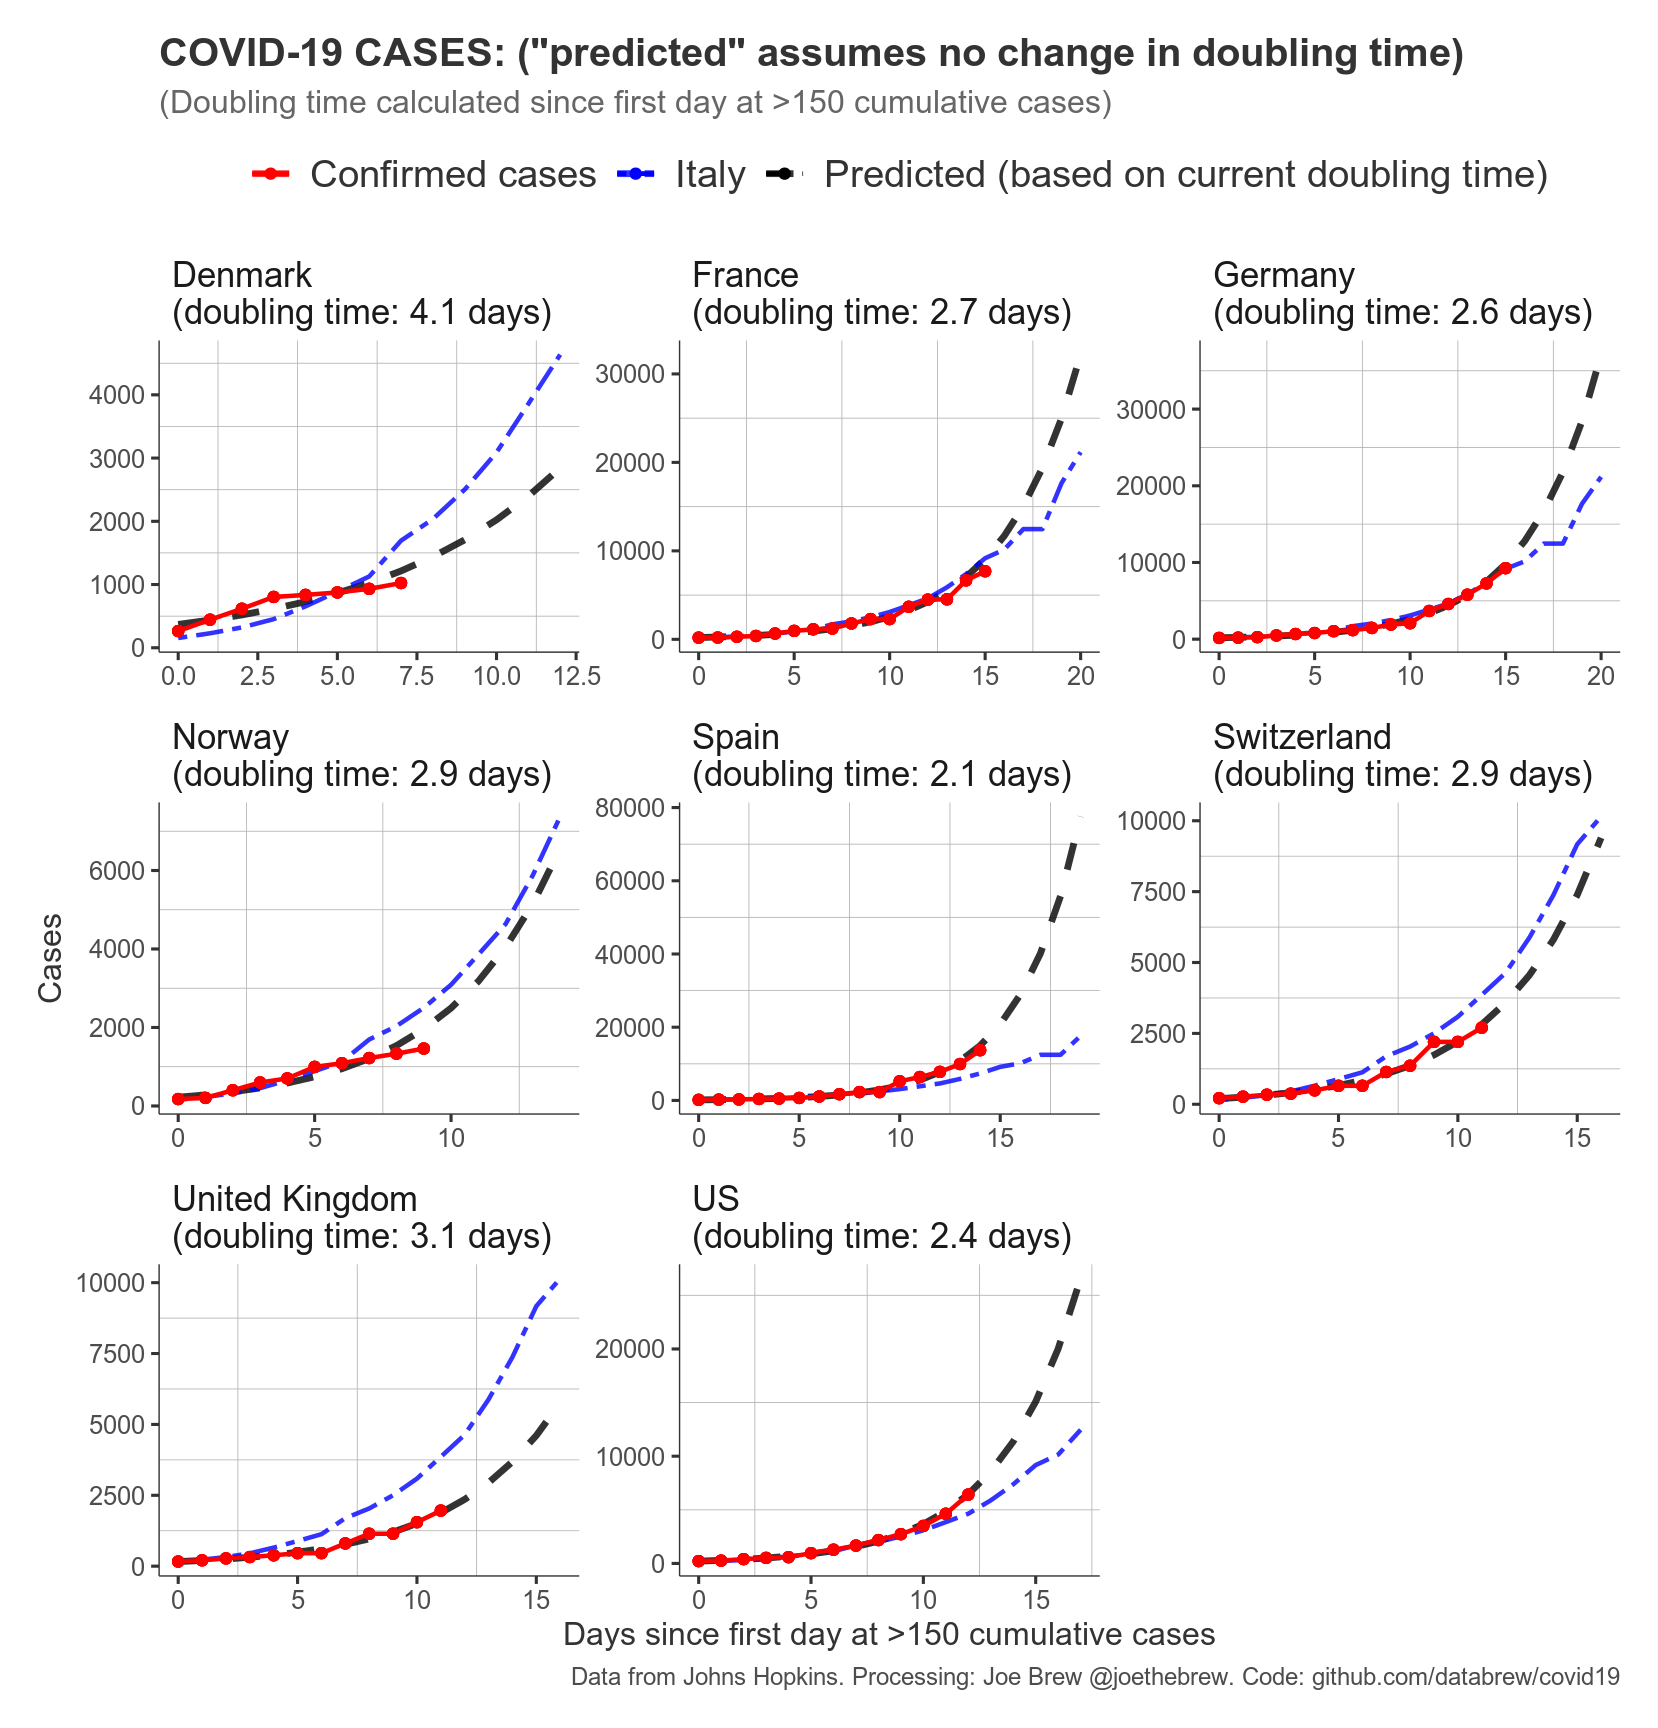 COVID-19 CASES: ("predicted" assumes no change in doubling time)
(Doubling time calculated since first day at >150 cumulative cases)
Confirmed cases Italy Predicted (based on current doubling time)
Denmark
(doubling time: 4.1 days)
4000
3000
2000
1000
0
0.0 2.5 5.0 7.5 10.0 12.5
France
(doubling time: 2.7 days)
30000
20000
10000
0
0 5 10 15 20
Germany
(doubling time: 2.6 days)
30000
20000
10000
0
0 5 10 15 20
Cases
Norway
(doubling time: 2.9 days)
6000
4000
2000
0
0 5 10
Spain
(doubling time: 2.1 days)
80000
60000
40000
20000
0
0 5 10 15
Switzerland
(doubling time: 2.9 days)
10000
7500
5000
2500
0
0 5 10 15
United Kingdom
(doubling time: 3.1 days)
10000
7500
5000
2500
0
0 5 10 15
US
(doubling time: 2.4 days)
20000
10000
0
0 5 10 15
Days since first day at >150 cumulative cases
Data from Johns Hopkins. Processing: Joe Brew @joethebrew. Code: github.com/databrew/covid19